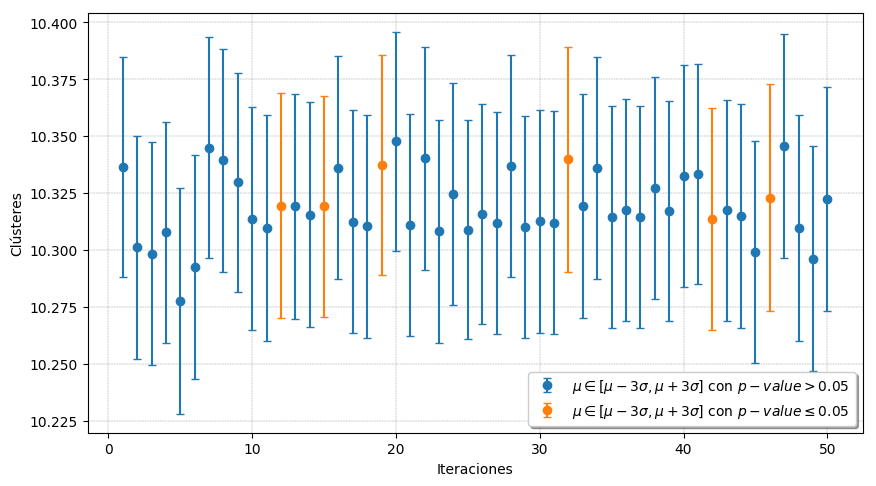 10.400
10.375
10.350
10.325
10.300
10.275
10.250
10.225
Clústeres
0 10 20 30 40 50
Iteraciones
μ ∈ [μ − 3σ, μ + 3σ] con p − value > 0.05
μ ∈ [μ − 3σ, μ + 3σ] con p − value ≤ 0.05